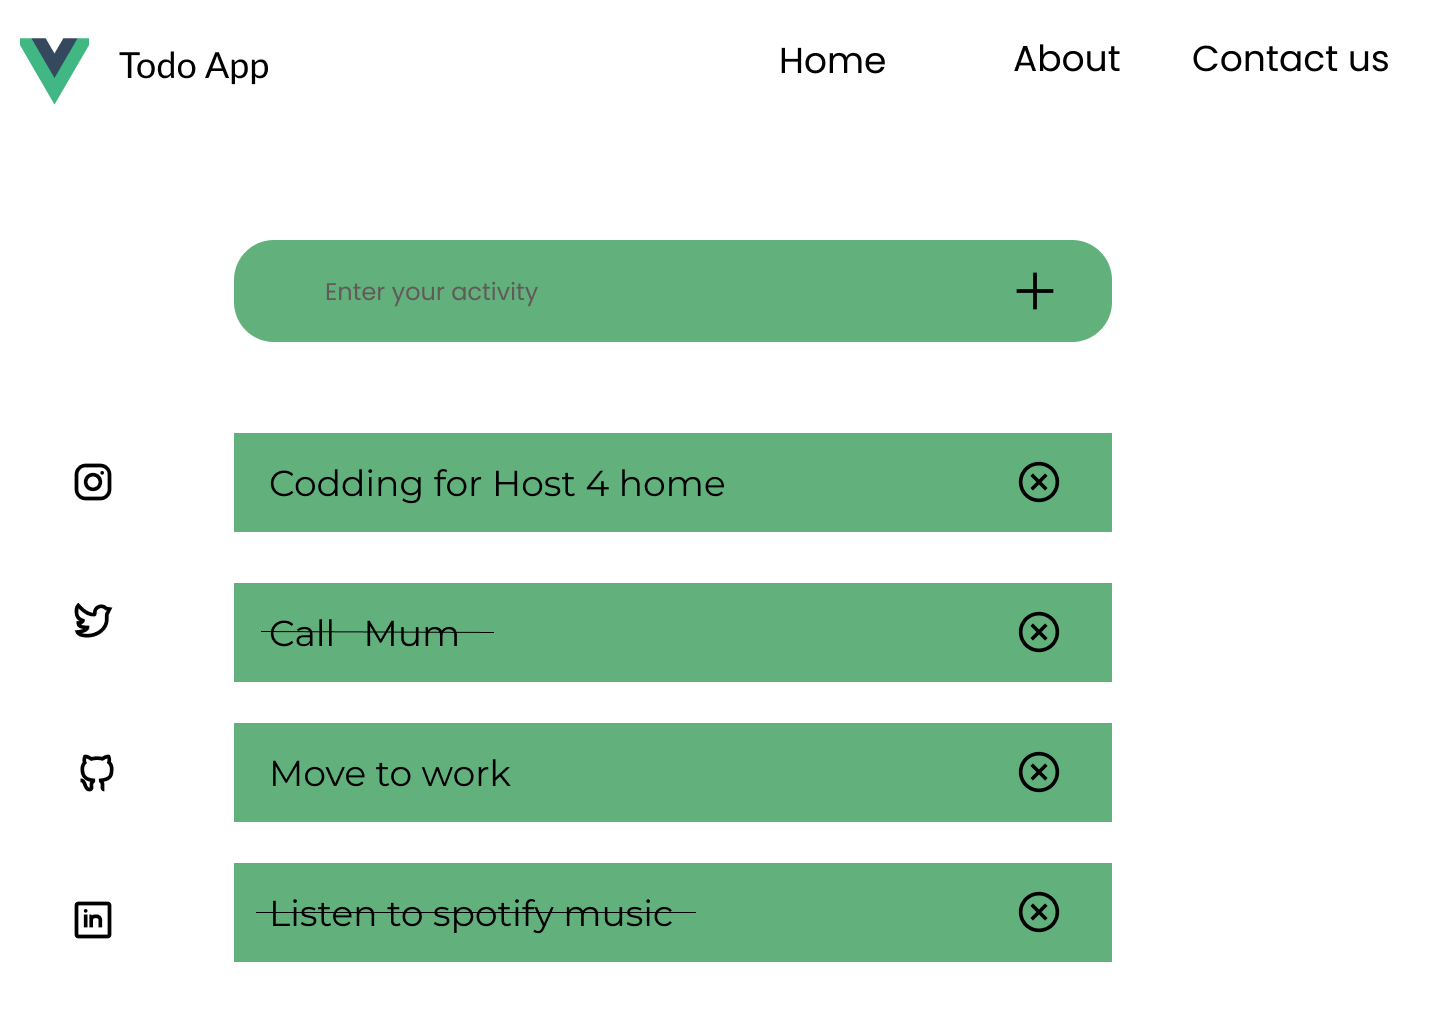 Todo App
Home
About
Contact us
Enter your activity
Codding for Host 4 home
Call Mum
Move to work
Listen to spotify music
in